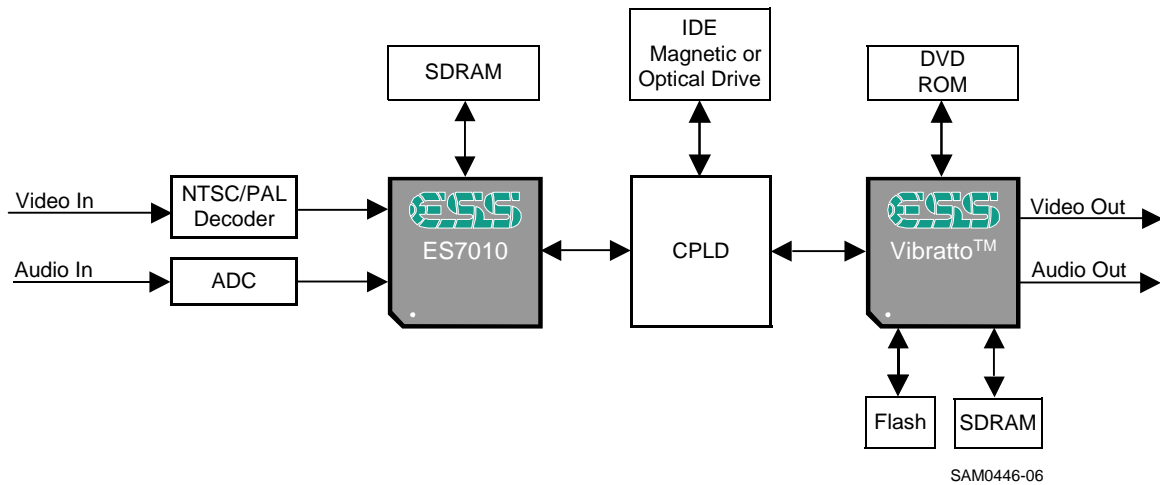 SDRAM
IDE
Magnetic or
Optical Drive
DVD
ROM
Video In
NTSC/PAL
Decoder
ESS
ES7010
Audio In
ADC
CPLD
ESS
Vibratto™
Video Out
Audio Out
Flash
SDRAM
SAM0446-06